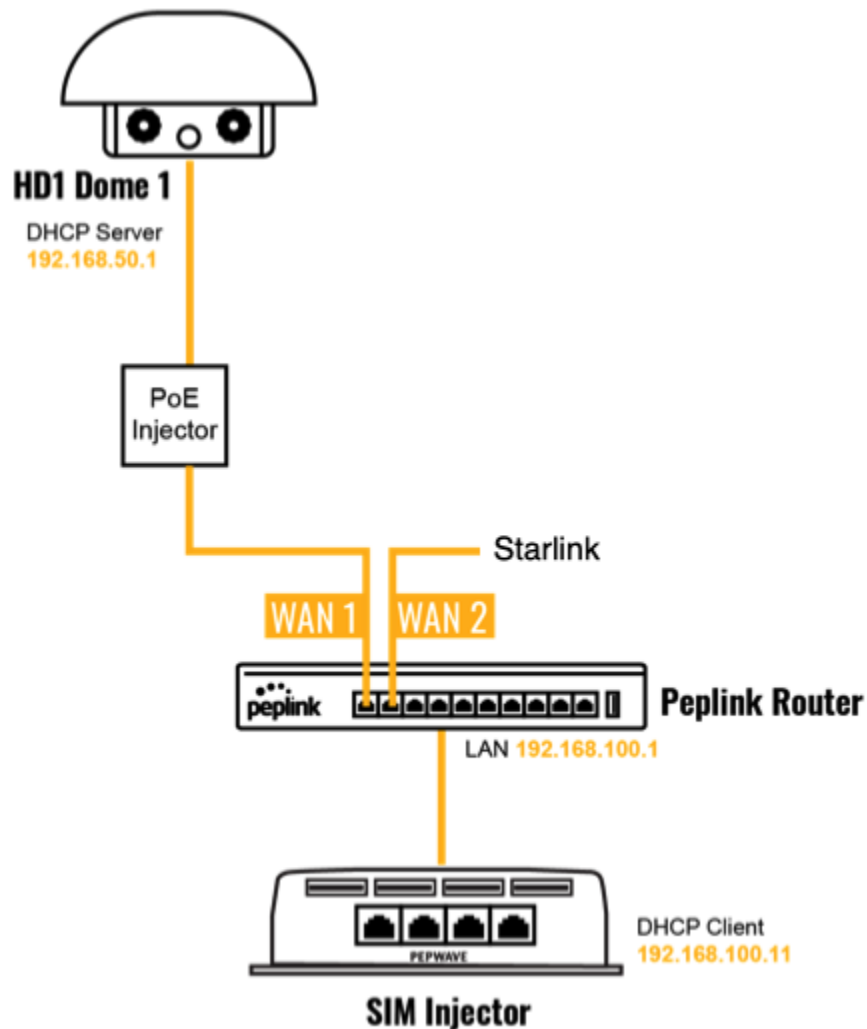 HD1 Dome 1
DHCP Server
192.168.50.1
PoE
Injector
Starlink
WAN 1
WAN 2
peplink
Peplink Router
LAN 192.168.100.1
PEPWAVE
DHCP Client
192.168.100.11
SIM Injector